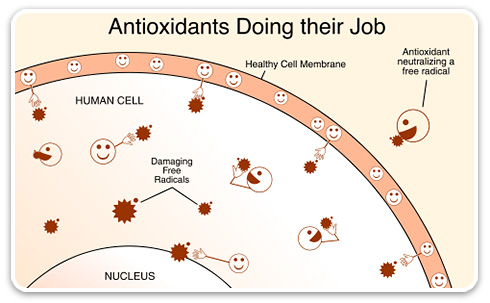 Antioxidants Doing their Job
Antioxidant
neutralizing a
free radical
Healthy Cell Membrane
HUMAN CELL
Damaging
Free
Radicals
NUCLEUS